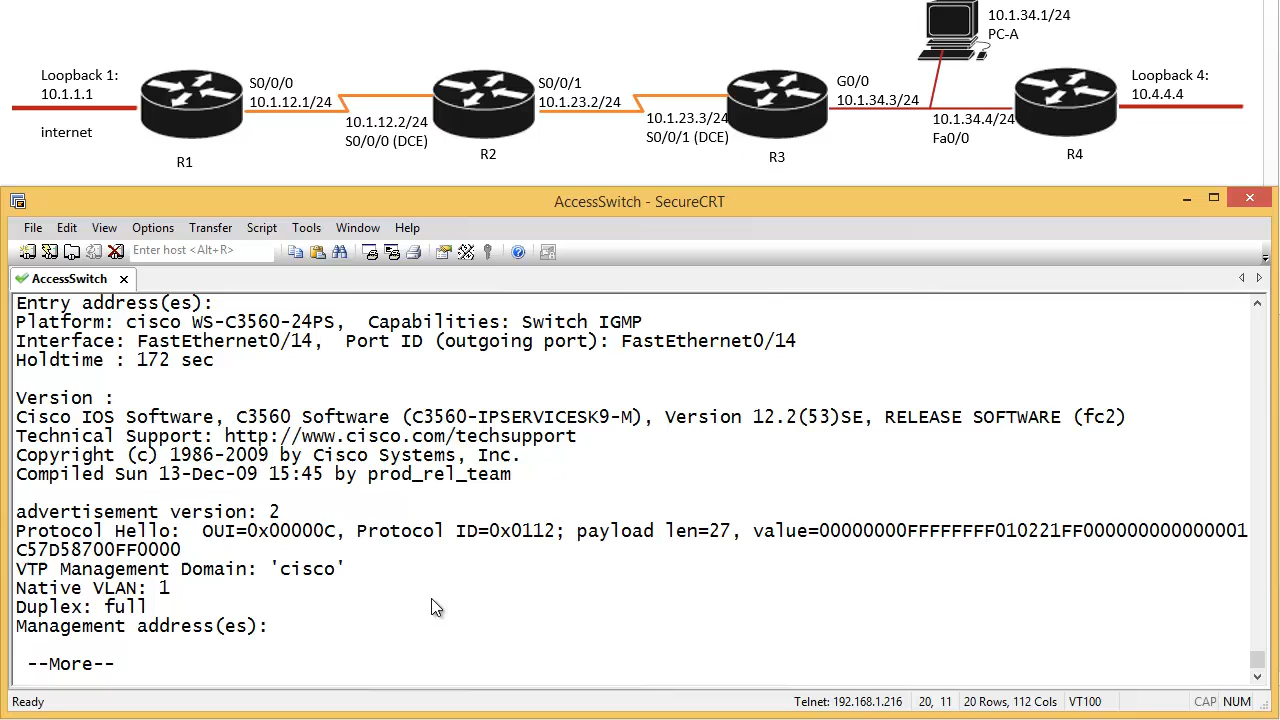 10.1.34.1/24
PC-A
Loopback 1:
10.1.1.1
internet
S0/0/0
10.1.12.1/24
10.1.12.2/24
S0/0/0 (DCE)
R1
R2
S0/0/1
10.1.23.2/24
10.1.23.3/24
S0/0/1 (DCE)
R3
G0/0
10.1.34.3/24
10.1.34.4/24
Fa0/0
R4
Loopback 4:
10.4.4.4
AccessSwitch - SecureCRT
File Edit View Options Transfer Script Tools Window Help
Enter host <Alt+R>
AccessSwitch
Entry address(es):
Platform: cisco WS-C3560-24PS,  Capabilities: Switch IGMP
Interface: FastEthernet0/14,  Port ID (outgoing port): FastEthernet0/14
Holdtime : 172 sec
Version :
Cisco IOS Software, C3560 Software (C3560-IPSERVICESK9-M), Version 12.2(53)SE, RELEASE SOFTWARE (fc2)
Technical Support: http://www.cisco.com/techsupport
Copyright (c) 1986-2009 by Cisco Systems, Inc.
Compiled Sun 13-Dec-09 15:45 by prod_rel_team
advertisement version: 2
Protocol Hello:  OUI=0x00000C, Protocol ID=0x0112; payload len=27, value=00000000FFFFFFFF010221FF000000000000001
C57D58700FF0000
VTP Management Domain: 'cisco'
Native VLAN: 1
Duplex: full
Management address(es):
--More--
Ready
Telnet: 192.168.1.216
20, 11
20 Rows, 112 Cols
VT100
CAP NUM